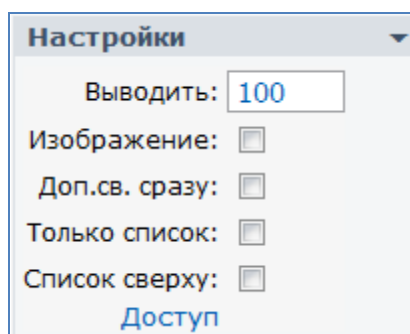 Настройки
Выводить: 100
Изображение:
Доп.св. сразу:
Только список:
Список сверху:
Доступ